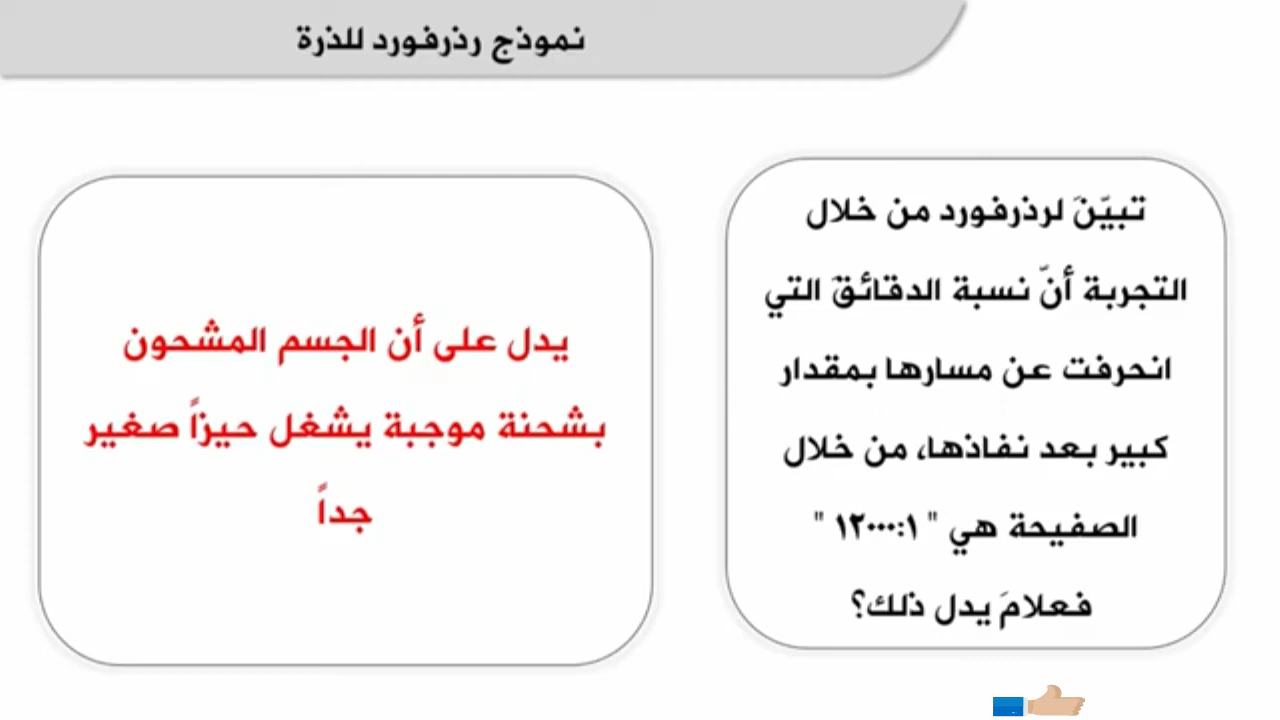 نموذج رذرفورد للذرة
تبيّنَ لرذرفورد من خلال
التجربة أنّ نسبة الدقائقَ التي
انحرفت عن مسارها بمقدار
كبير بعد نفاذها، من خلال
الصفيحة هي " ١:١٢٠٠٠ "
فعلامَ يدل ذلك؟
يدل على أن الجسم المشحون
بشحنة موجبة يشغل حيزاً صغير
جداً